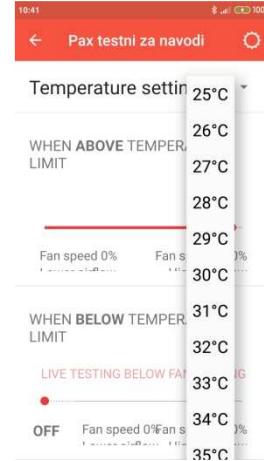 10:41
100
Pax testni za navodi
Temperature settin
25°C
26°C
27°C
28°C
29°C
30°C
31°C
32°C
33°C
34°C
35°C
WHEN ABOVE TEMPER
LIMIT
Fan speed 0% Fan s 0%
WHEN BELOW TEMPER
LIMIT
LIVE TESTING BELOW FAN G
OFF Fan speed 0% Fan s 0%